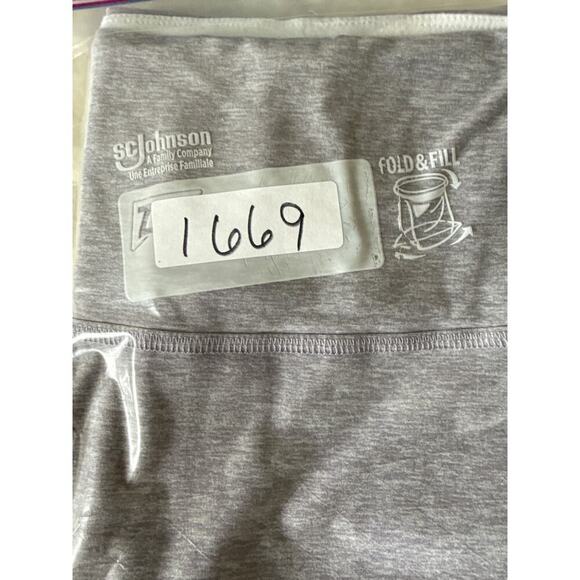 SCJohnson
A Family Company
Une Entreprise Familiale
FOLD & FILL
1669